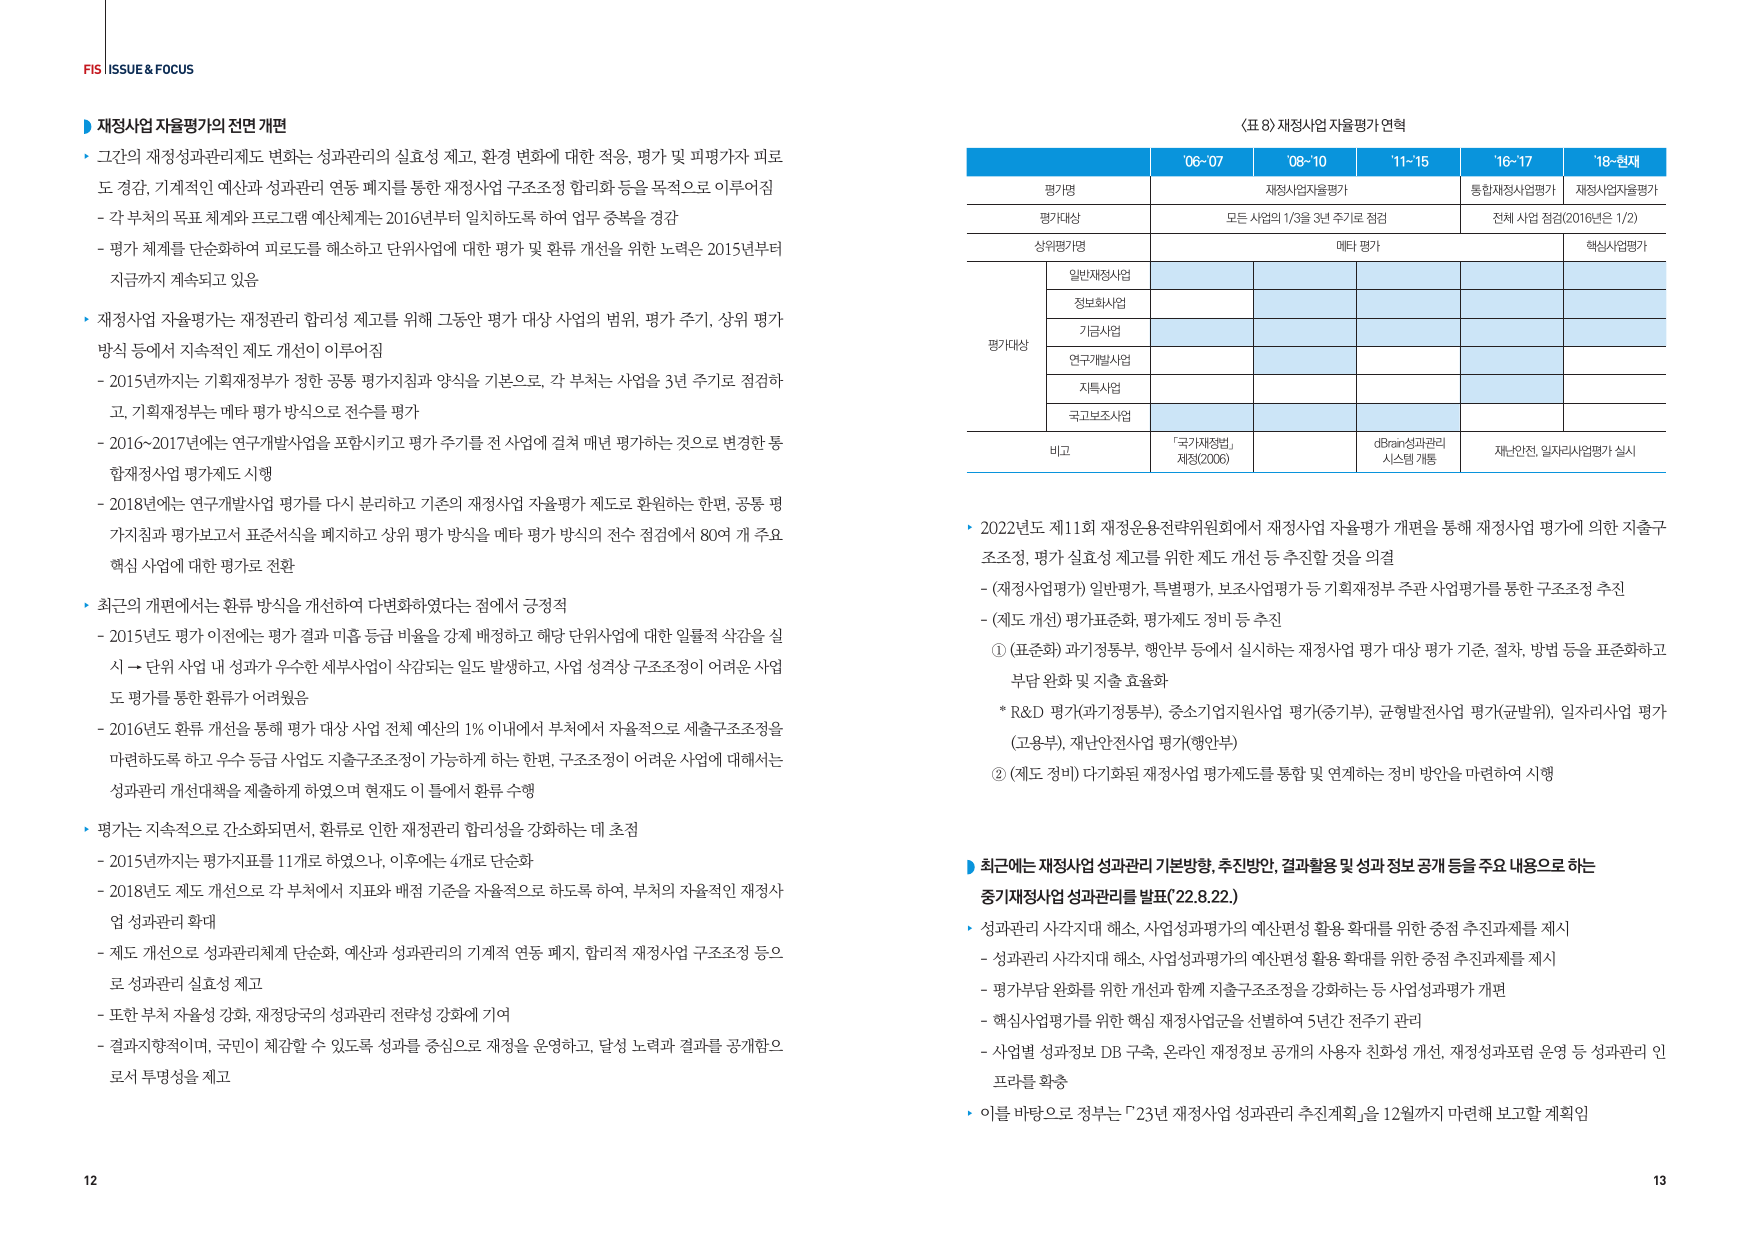 FIS ISSUE & FOCUS
재정사업 자율평가의 전면 개편
‣ 그간의 재정성과관리제도 변화는 성과관리의 실효성 제고, 환경 변화에 대한 적응, 평가 및 피평가자 피로
도 경감, 기계적인 예산과 성과관리 연동 폐지를 통한 재정사업 구조조정 합리화 등을 목적으로 이루어짐
- 각 부처의 목표 체계와 프로그램 예산체계는 2016년부터 일치하도록 하여 업무 중복을 경감
- 평가 체계를 단순화하여 피로도를 해소하고 단위사업에 대한 평가 및 환류 개선을 위한 노력은 2015년부터
지금까지 계속되고 있음
‣ 재정사업 자율평가는 재정관리 합리성 제고를 위해 그동안 평가 대상 사업의 범위, 평가 주기, 상위 평가
방식 등에서 지속적인 제도 개선이 이루어짐
- 2015년까지는 기획재정부가 정한 공통 평가지침과 양식을 기본으로, 각 부처는 사업을 3년 주기로 점검하
고, 기획재정부는 메타 평가 방식으로 전수를 평가
- 2016~2017년에는 연구개발사업을 포함시키고 평가 주기를 전 사업에 걸쳐 매년 평가하는 것으로 변경한 통
합재정사업 평가제도 시행
- 2018년에는 연구개발사업 평가를 다시 분리하고 기존의 재정사업 자율평가 제도로 환원하는 한편, 공통 평
가지침과 평가보고서 표준서식을 폐지하고 상위 평가 방식을 메타 평가 방식의 전수 점검에서 80여 개 주요
핵심 사업에 대한 평가로 전환
‣ 최근의 개편에서는 환류 방식을 개선하여 다변화하였다는 점에서 긍정적
- 2015년도 평가 이전에는 평가 결과 미흡 등급 비율을 강제 배정하고 해당 단위사업에 대한 일률적 삭감을 실
시 → 단위 사업 내 성과가 우수한 세부사업이 삭감되는 일도 발생하고, 사업 성격상 구조조정이 어려운 사업
도 평가를 통한 환류가 어려웠음
- 2016년도 환류 개선을 통해 평가 대상 사업 전체 예산의 1% 이내에서 부처에서 자율적으로 세출구조조정을
마련하도록 하고 우수 등급 사업도 지출구조조정이 가능하게 하는 한편, 구조조정이 어려운 사업에 대해서는
성과관리 개선대책을 제출하게 하였으며 현재도 이 틀에서 환류 수행
‣ 평가는 지속적으로 간소화되면서, 환류로 인한 재정관리 합리성을 강화하는 데 초점
- 2015년까지는 평가지표를 11개로 하였으나, 이후에는 4개로 단순화
- 2018년도 제도 개선으로 각 부처에서 지표와 배점 기준을 자율적으로 하도록 하여, 부처의 자율적인 재정사
업 성과관리 확대
- 제도 개선으로 성과관리체계 단순화, 예산과 성과관리의 기계적 연동 폐지, 합리적 재정사업 구조조정 등으
로 성과관리 실효성 제고
- 또한 부처 자율성 강화, 재정당국의 성과관리 전략성 강화에 기여
- 결과지향적이며, 국민이 체감할 수 있도록 성과를 중심으로 재정을 운영하고, 달성 노력과 결과를 공개함으
로서 투명성을 제고
12
〈표 8〉 재정사업 자율평가 연혁
'06~'07 '08~'10 '11~'15 '16~'17 '18~현재
평가명 재정사업자율평가 통합재정사업평가 재정사업자율평가
평가대상 모든 사업의 1/3을 3년 주기로 점검 전체 사업 점검(2016년은 1/2)
상위평가명 메타 평가 핵심사업평가
평가대상
일반재정사업
정보화사업
기금사업
연구개발사업
지특사업
국고보조사업
비고 「국가재정법」 제정(2006) dBrain성과관리 시스템 개통 재난안전, 일자리사업평가 실시
‣ 2022년도 제11회 재정운용전략위원회에서 재정사업 자율평가 개편을 통해 재정사업 평가에 의한 지출구
조조정, 평가 실효성 제고를 위한 제도 개선 등 추진할 것을 의결
- (재정사업평가) 일반평가, 특별평가, 보조사업평가 등 기획재정부 주관 사업평가를 통한 구조조정 추진
- (제도 개선) 평가표준화, 평가제도 정비 등 추진
① (표준화) 과기정통부, 행안부 등에서 실시하는 재정사업 평가 대상 평가 기준, 절차, 방법 등을 표준화하고
부담 완화 및 지출 효율화
* R&D 평가(과기정통부), 중소기업지원사업 평가(중기부), 균형발전사업 평가(균발위), 일자리사업 평가
(고용부), 재난안전사업 평가(행안부)
② (제도 정비) 다기화된 재정사업 평가제도를 통합 및 연계하는 정비 방안을 마련하여 시행
최근에는 재정사업 성과관리 기본방향, 추진방안, 결과활용 및 성과 정보 공개 등을 주요 내용으로 하는
중기재정사업 성과관리를 발표('22.8.22.)
‣ 성과관리 사각지대 해소, 사업성과평가의 예산편성 활용 확대를 위한 중점 추진과제를 제시
- 성과관리 사각지대 해소, 사업성과평가의 예산편성 활용 확대를 위한 중점 추진과제를 제시
- 평가부담 완화를 위한 개선과 함께 지출구조조정을 강화하는 등 사업성과평가 개편
- 핵심사업평가를 위한 핵심 재정사업군을 선별하여 5년간 전주기 관리
- 사업별 성과정보 DB 구축, 온라인 재정정보 공개의 사용자 친화성 개선, 재정성과포럼 운영 등 성과관리 인
프라를 확충
‣ 이를 바탕으로 정부는 「'23년 재정사업 성과관리 추진계획」을 12월까지 마련해 보고할 계획임
13